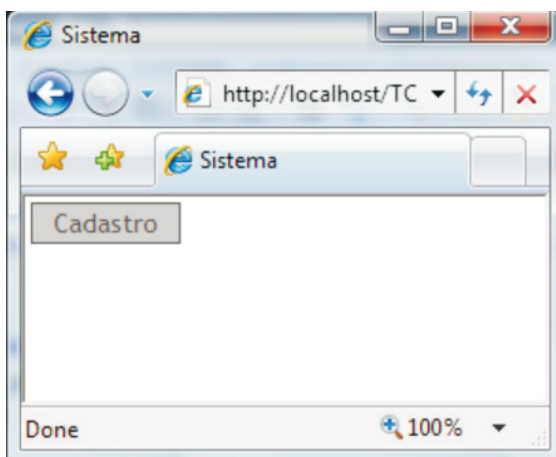 Sistema
http://localhost/TC
Sistema
Cadastro
Done
100%